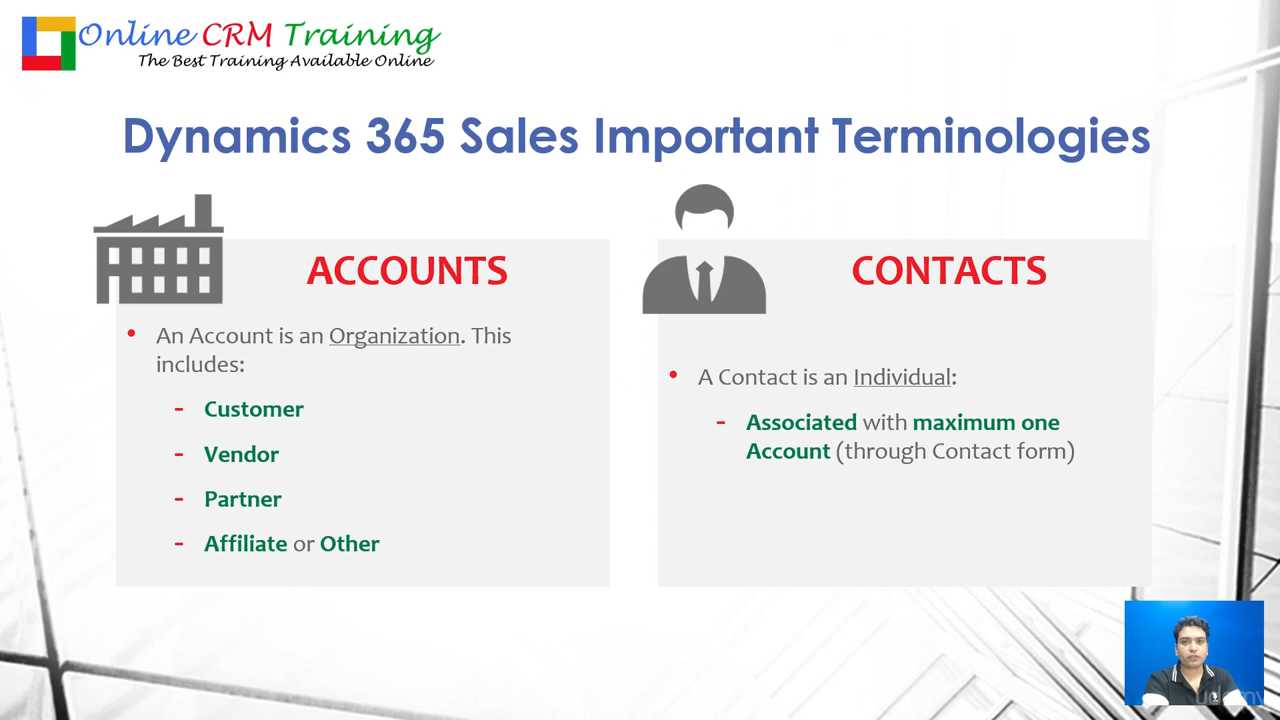 Online CRM Training
The Best Training Available Online
Dynamics 365 Sales Important Terminologies
ACCOUNTS
• An Account is an Organization. This
includes:
- Customer
- Vendor
- Partner
- Affiliate or Other
CONTACTS
• A Contact is an Individual:
- Associated with maximum one
Account (through Contact form)
udemy